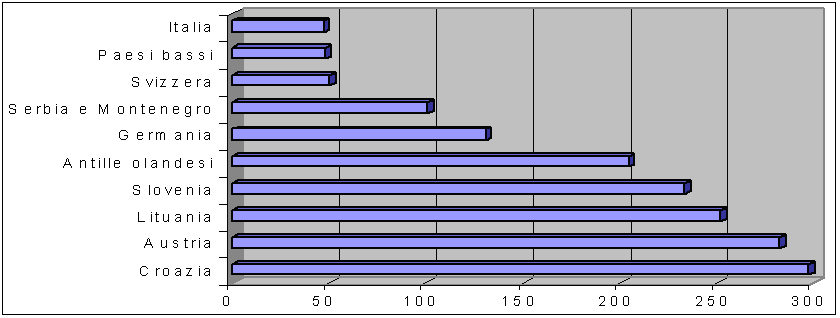 Italia
Paesi bassi
Svizzera
Serbia e Montenegro
Germania
Antille olandesi
Slovenia
Lituania
Austria
Croazia
0 50 100 150 200 250 300